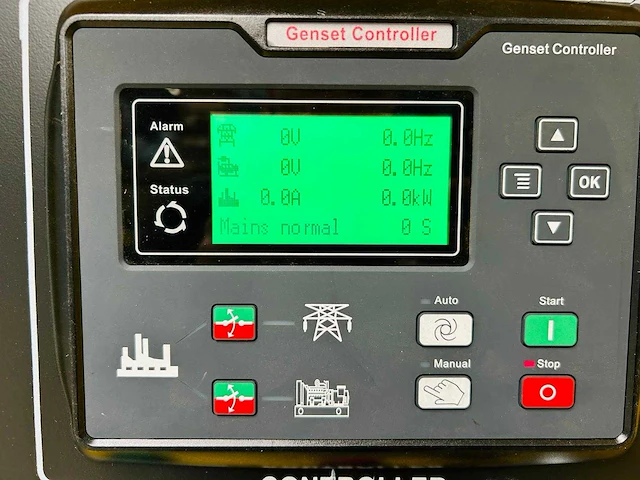 Genset Controller
Genset Controller
Alarm
Status
0V 0.0Hz
0V 0.0Hz
0.0A 0.0kW
Mains normal 0 S
OK
Auto
Start
Manual
Stop
CONTROLLER